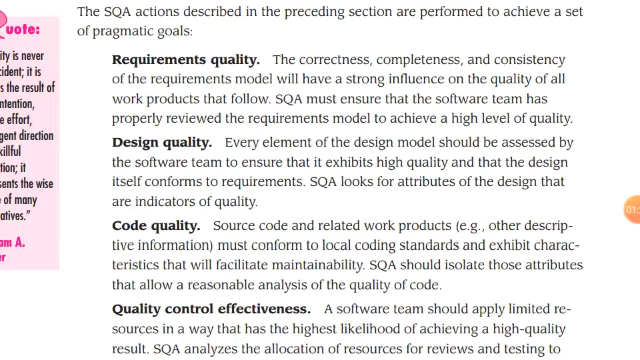 uote:
ity is never
cident; it is
s the result of
ntention,
e effort,
gent direction
killful
tion; it
sents the wise
e of many
atives."
am A.
er
The SQA actions described in the preceding section are performed to achieve a set
of pragmatic goals:
Requirements quality. The correctness, completeness, and consistency
of the requirements model will have a strong influence on the quality of all
work products that follow. SQA must ensure that the software team has
properly reviewed the requirements model to achieve a high level of quality.
Design quality. Every element of the design model should be assessed by
the software team to ensure that it exhibits high quality and that the design
itself conforms to requirements. SQA looks for attributes of the design that
are indicators of quality.
Code quality. Source code and related work products (e.g., other descrip-
tive information) must conform to local coding standards and exhibit charac-
teristics that will facilitate maintainability. SQA should isolate those attributes
that allow a reasonable analysis of the quality of code.
Quality control effectiveness. A software team should apply limited re-
sources in a way that has the highest likelihood of achieving a high-quality
result. SQA analyzes the allocation of resources for reviews and testing to